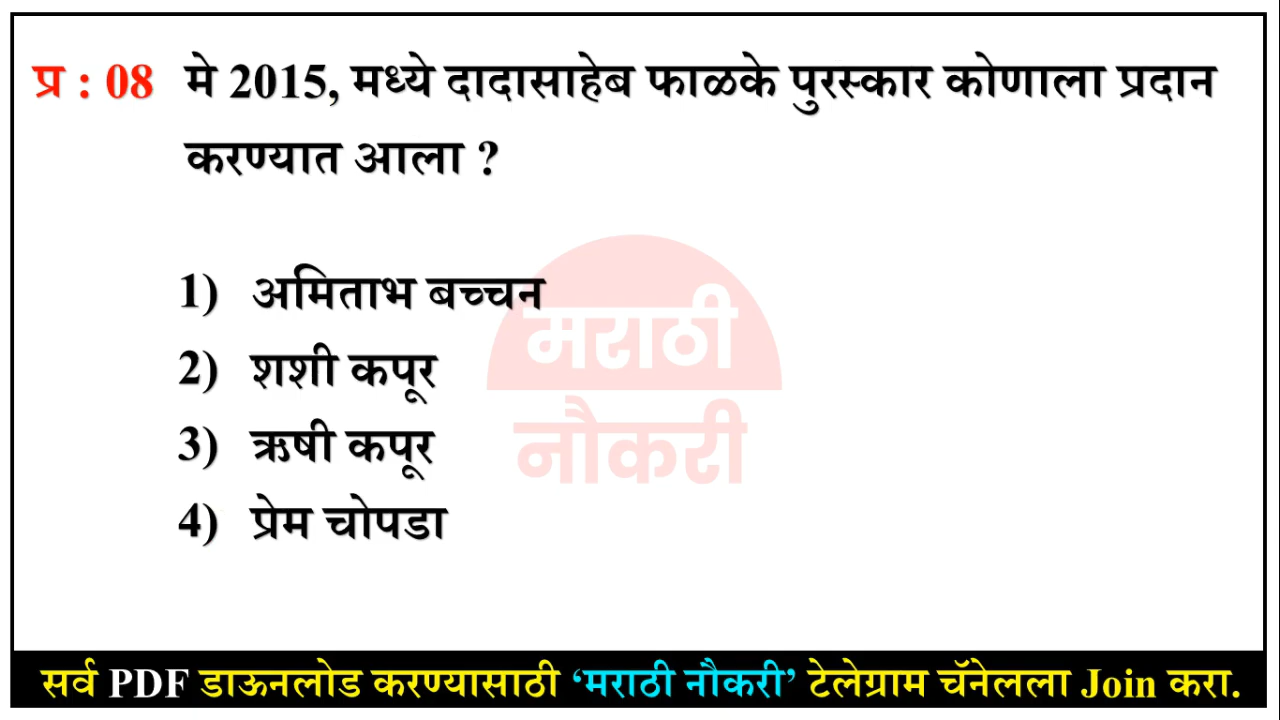 प्र : 08 मे 2015, मध्ये दादासाहेब फाळके पुरस्कार कोणाला प्रदान
करण्यात आला ?
1) अमिताभ बच्चन
2) शशी कपूर
3) ऋषी कपूर
4) प्रेम चोपडा
मराठी
नौकरी
सर्व PDF डाऊनलोड करण्यासाठी ‘मराठी नौकरी’ टेलेग्राम चॅनेलला Join करा.